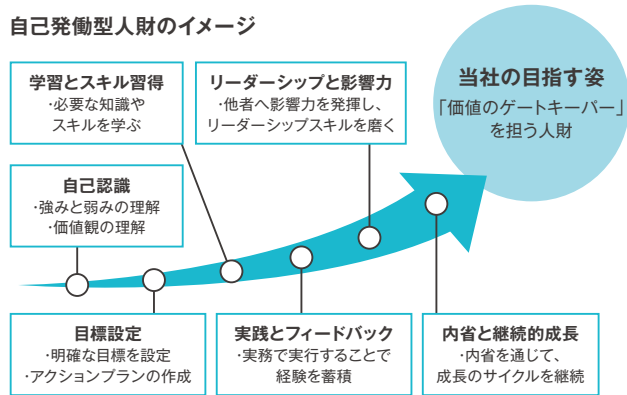 自己発働型人財のイメージ
学習とスキル習得
・必要な知識や
スキルを学ぶ
リーダーシップと影響力
・他者へ影響力を発揮し、
リーダーシップスキルを磨く
当社の目指す姿
「価値のゲートキーパー」
を担う人財
自己認識
・強みと弱みの理解
・価値観の理解
目標設定
・明確な目標を設定
・アクションプランの作成
実践とフィードバック
・実務で実行することで
経験を蓄積
内省と継続的成長
・内省を通じて、
成長のサイクルを継続